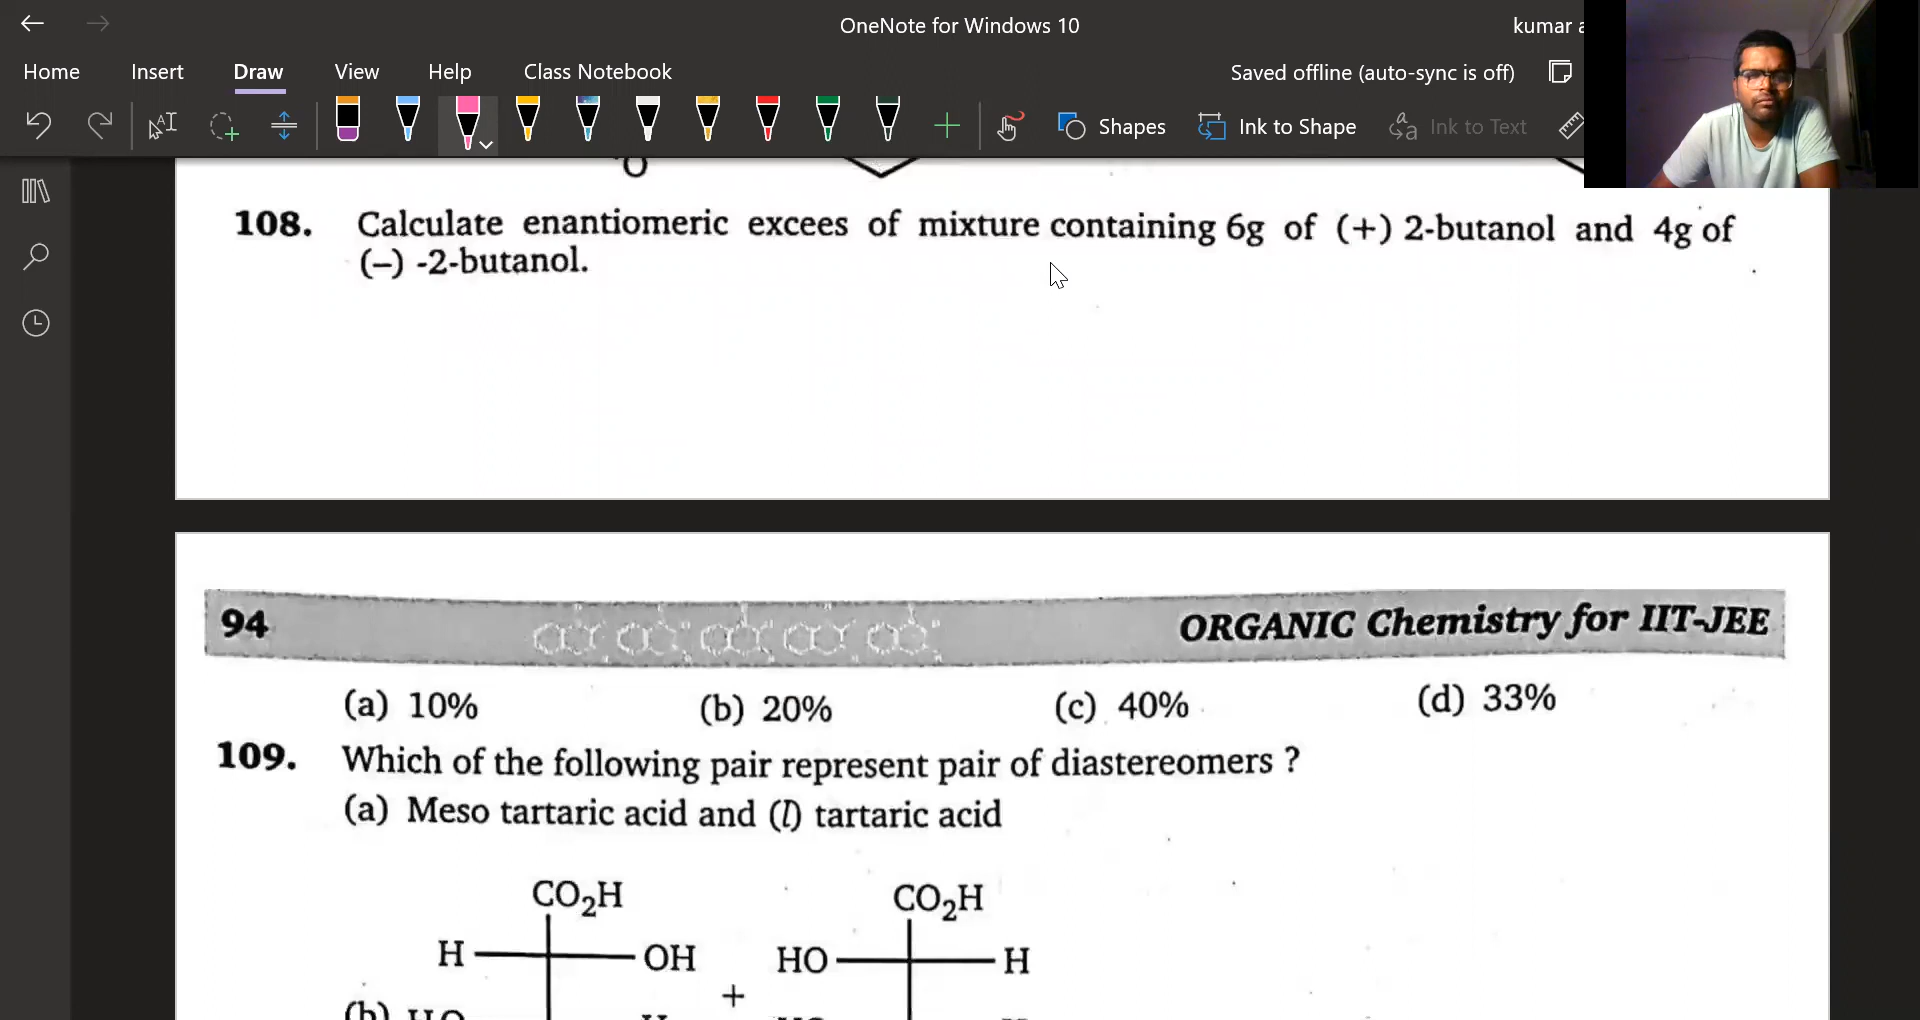 OneNote for Windows 10
kumar a
Home Insert Draw View Help Class Notebook
Saved offline (auto-sync is off)
Shapes Ink to Shape Ink to Text
108. Calculate enantiomeric excees of mixture containing 6g of (+) 2-butanol and 4g of
(–) -2-butanol.
94 ORGANIC Chemistry for IIT-JEE
(a) 10% (b) 20% (c) 40% (d) 33%
109. Which of the following pair represent pair of diastereomers ?
(a) Meso tartaric acid and (l) tartaric acid
CO₂H CO₂H
H OH HO H
+